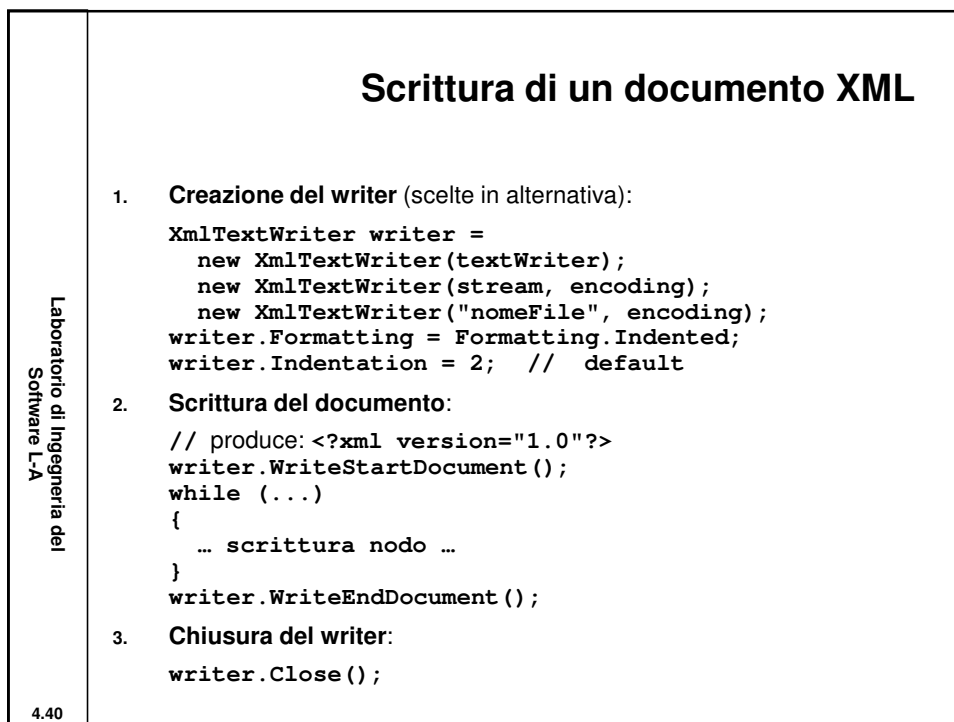 Scrittura di un documento XML
1. Creazione del writer (scelte in alternativa):
XmlTextWriter writer =
new XmlTextWriter(textWriter);
new XmlTextWriter(stream, encoding);
new XmlTextWriter("nomeFile", encoding);
writer.Formatting = Formatting.Indented;
writer.Indentation = 2; // default
2. Scrittura del documento:
// produce: <?xml version="1.0"?>
writer.WriteStartDocument();
while (...)
{
… scrittura nodo …
}
writer.WriteEndDocument();
3. Chiusura del writer:
writer.Close();
Laboratorio di Ingegneria del
Software L-A
4.40